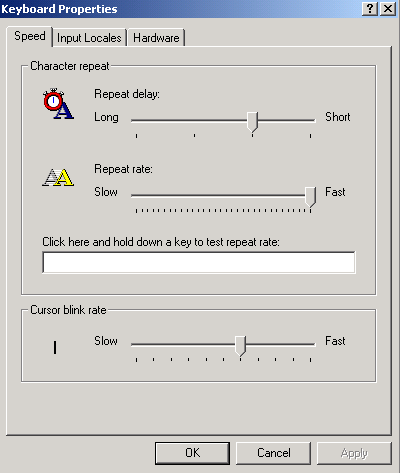 Keyboard Properties
Speed Input Locales Hardware
Character repeat
Repeat delay:
Long Short
Repeat rate:
Slow Fast
Click here and hold down a key to test repeat rate:
Cursor blink rate
Slow Fast
OK Cancel Apply